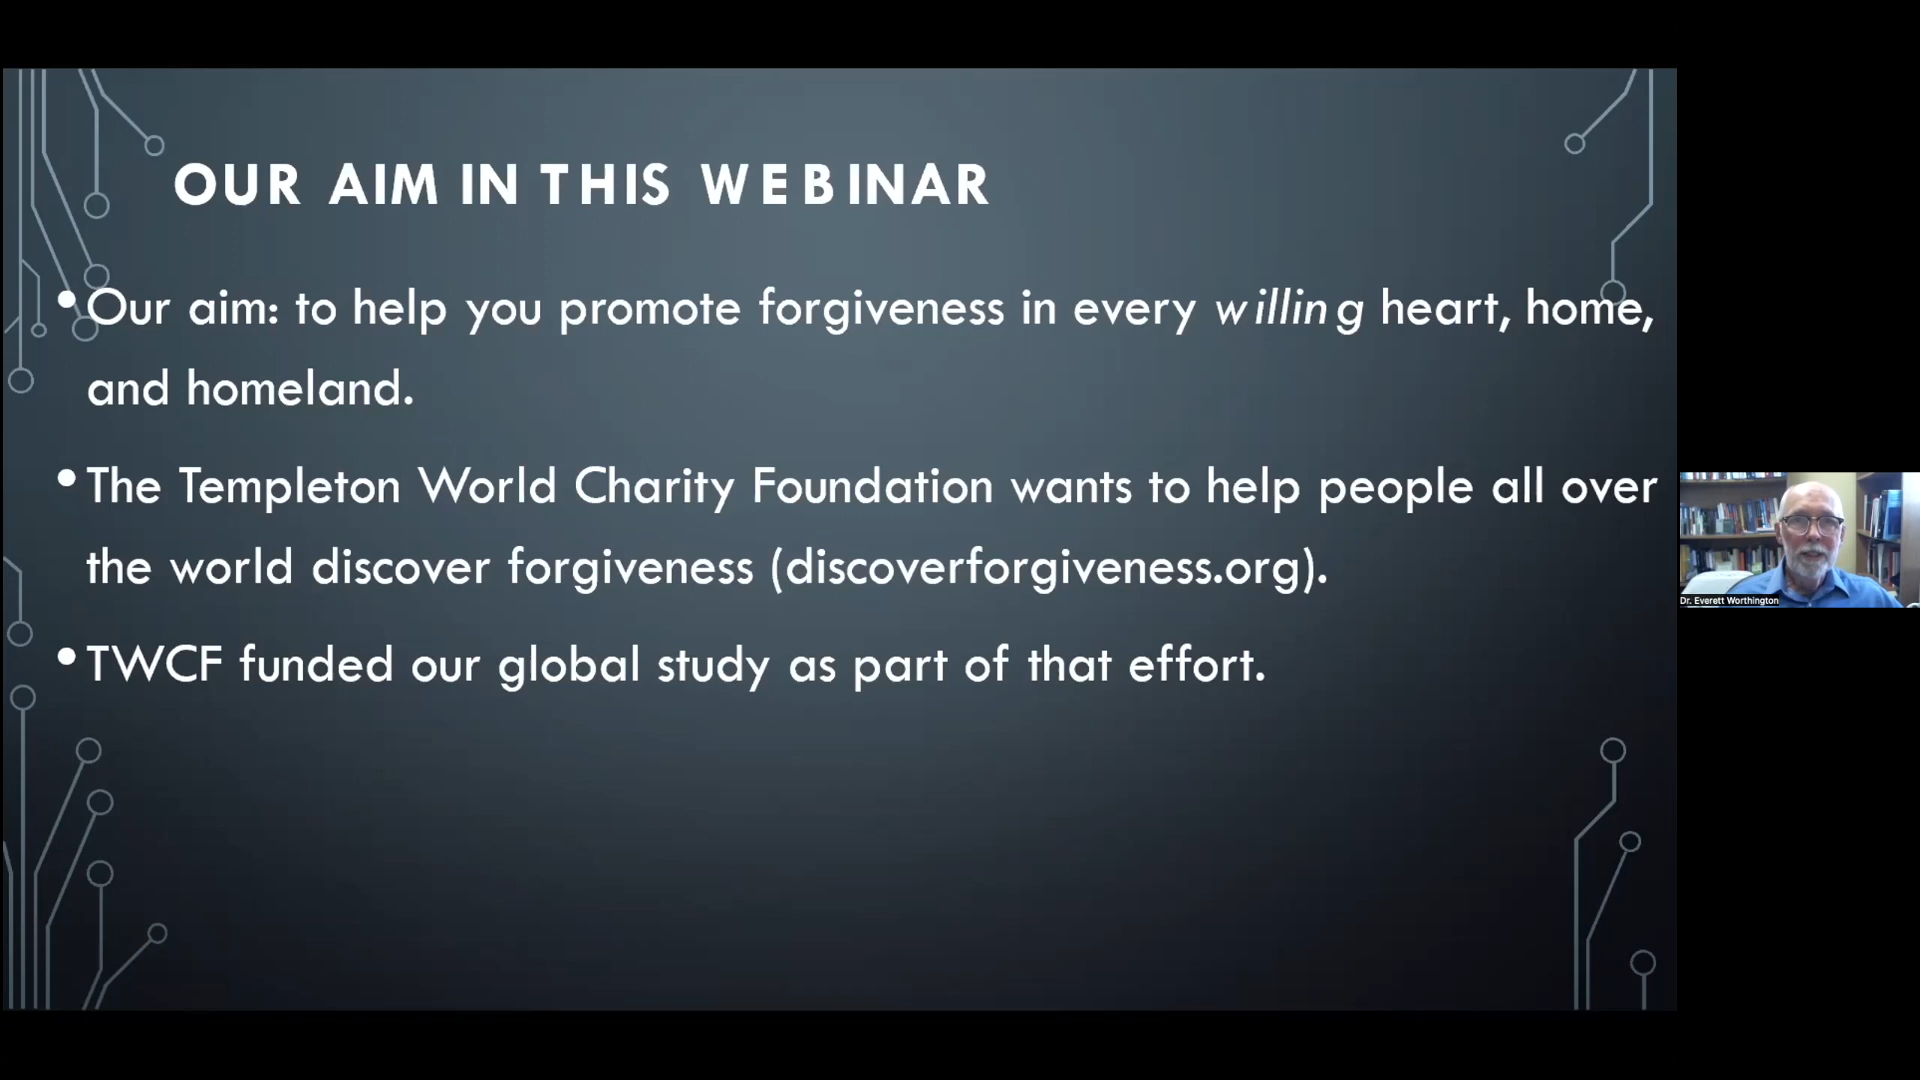 OUR AIM IN THIS WEBINAR
• Our aim: to help you promote forgiveness in every willing heart, home,
and homeland.
• The Templeton World Charity Foundation wants to help people all over
the world discover forgiveness (discoverforgiveness.org).
• TWCF funded our global study as part of that effort.
Dr. Everett Worthington